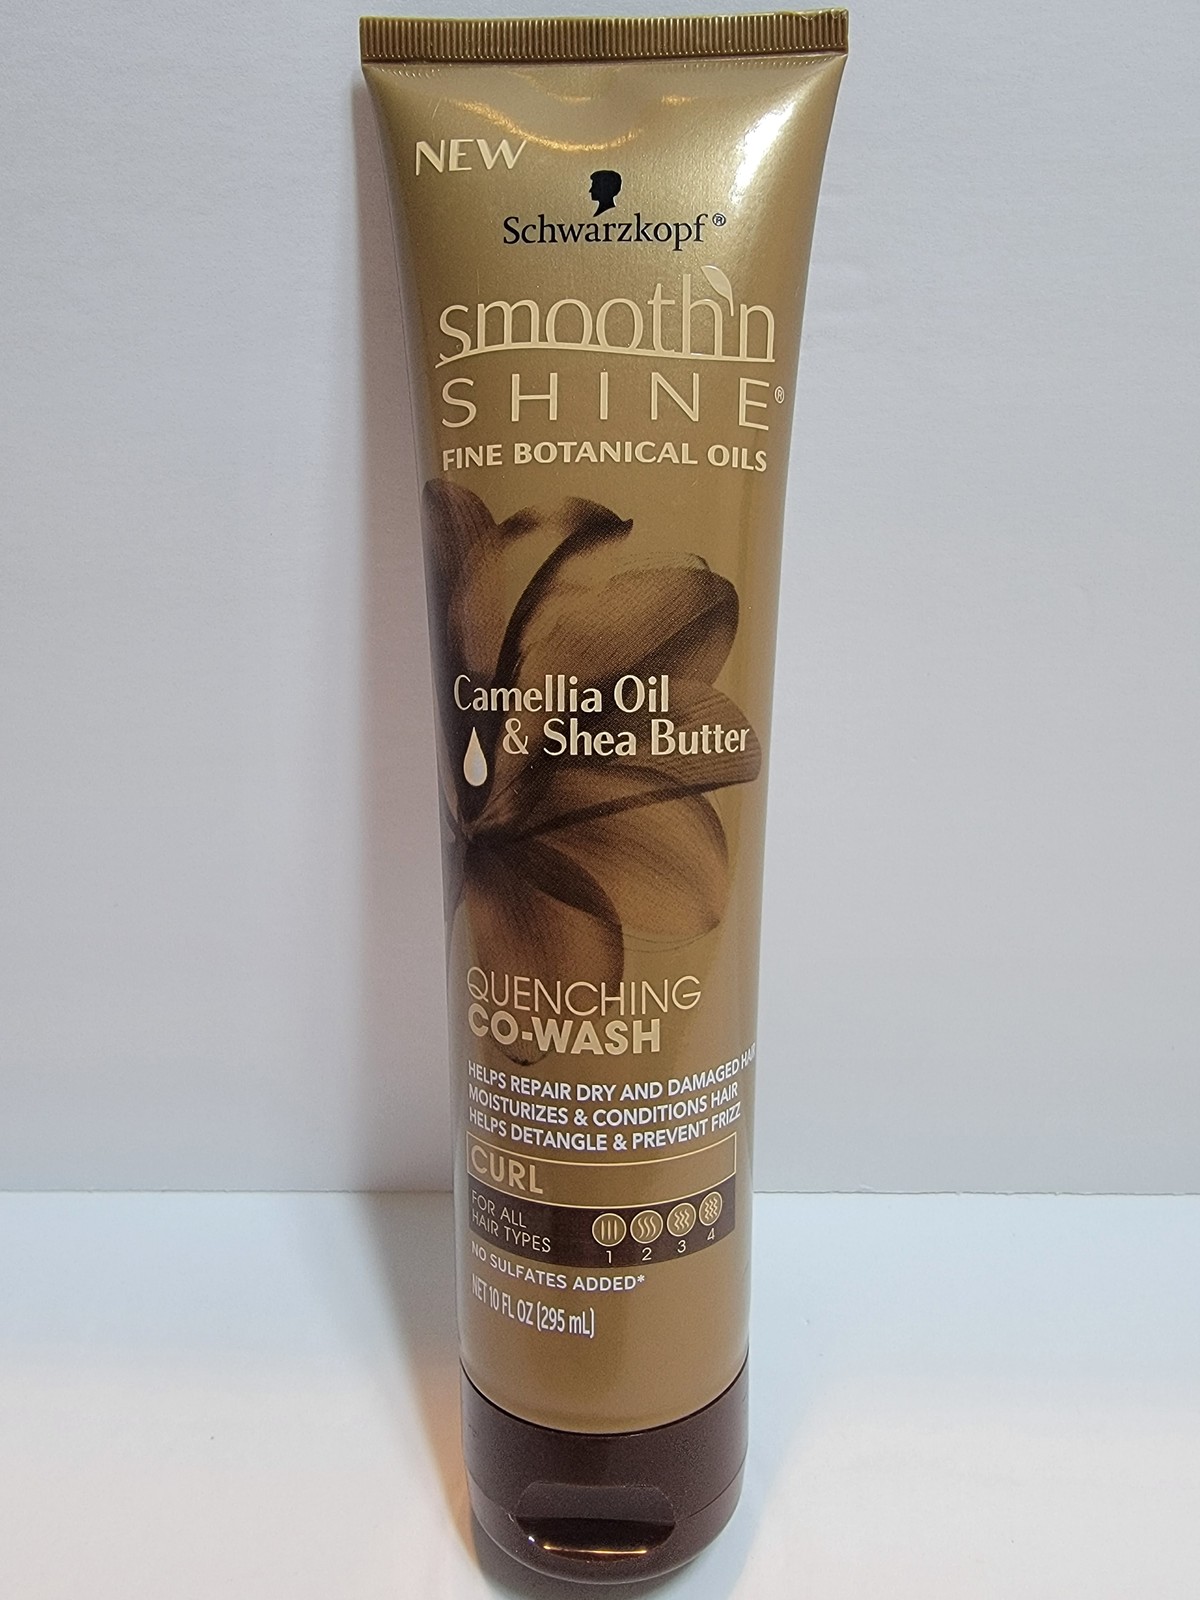 NEW
Schwarzkopf®
smooth'n
SHINE®
FINE BOTANICAL OILS
Camellia Oil
& Shea Butter
QUENCHING
CO-WASH
HELPS REPAIR DRY AND DAMAGED HAIR
MOISTURIZES & CONDITIONS HAIR
HELPS DETANGLE & PREVENT FRIZZ
CURL
FOR ALL
HAIR TYPES
1 2 3 4
NO SULFATES ADDED*
NET 10 FL OZ (295 mL)